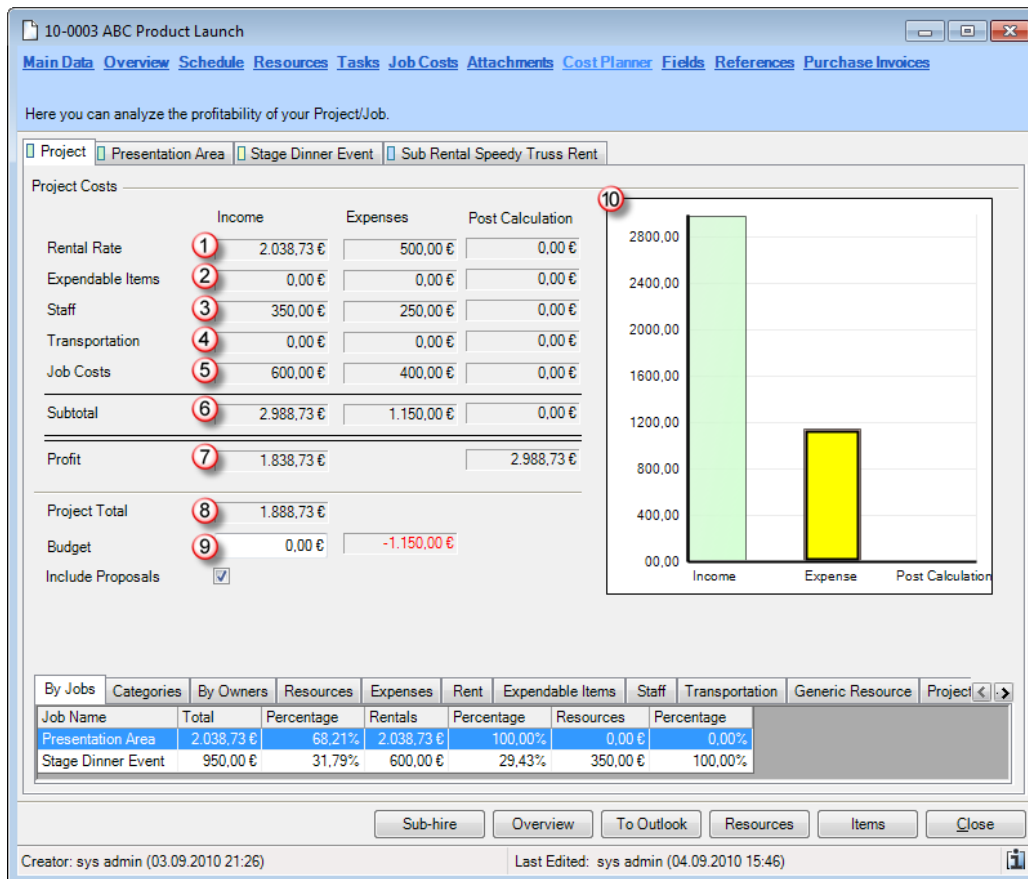 10-0003 ABC Product Launch
Main Data Overview Schedule Resources Tasks Job Costs Attachments Cost Planner Fields References Purchase Invoices
Here you can analyze the profitability of your Project/Job.
Project Presentation Area Stage Dinner Event Sub Rental Speedy Truss Rent
Project Costs
Income Expenses Post Calculation
Rental Rate 1 2.038,73 € 500,00 € 0,00 €
Expendable Items 2 0,00 € 0,00 € 0,00 €
Staff 3 350,00 € 250,00 € 0,00 €
Transportation 4 0,00 € 0,00 € 0,00 €
Job Costs 5 600,00 € 400,00 € 0,00 €
Subtotal 6 2.988,73 € 1.150,00 € 0,00 €
Profit 7 1.838,73 € 2.988,73 €
Project Total 8 1.888,73 €
Budget 9 0,00 € -1.150,00 €
Include Proposals
10
2800,00
2400,00
2000,00
1600,00
1200,00
800,00
400,00
00,00
Income Expense Post Calculation
By Jobs Categories By Owners Resources Expenses Rent Expendable Items Staff Transportation Generic Resource Project
Job Name Total Percentage Rentals Percentage Resources Percentage
Presentation Area 2.038,73 € 68,21% 2.038,73 € 100,00% 0,00 € 0,00%
Stage Dinner Event 950,00 € 31,79% 600,00 € 29,43% 350,00 € 100,00%
Sub-hire Overview To Outlook Resources Items Close
Creator: sys admin (03.09.2010 21:26) Last Edited: sys admin (04.09.2010 15:46)